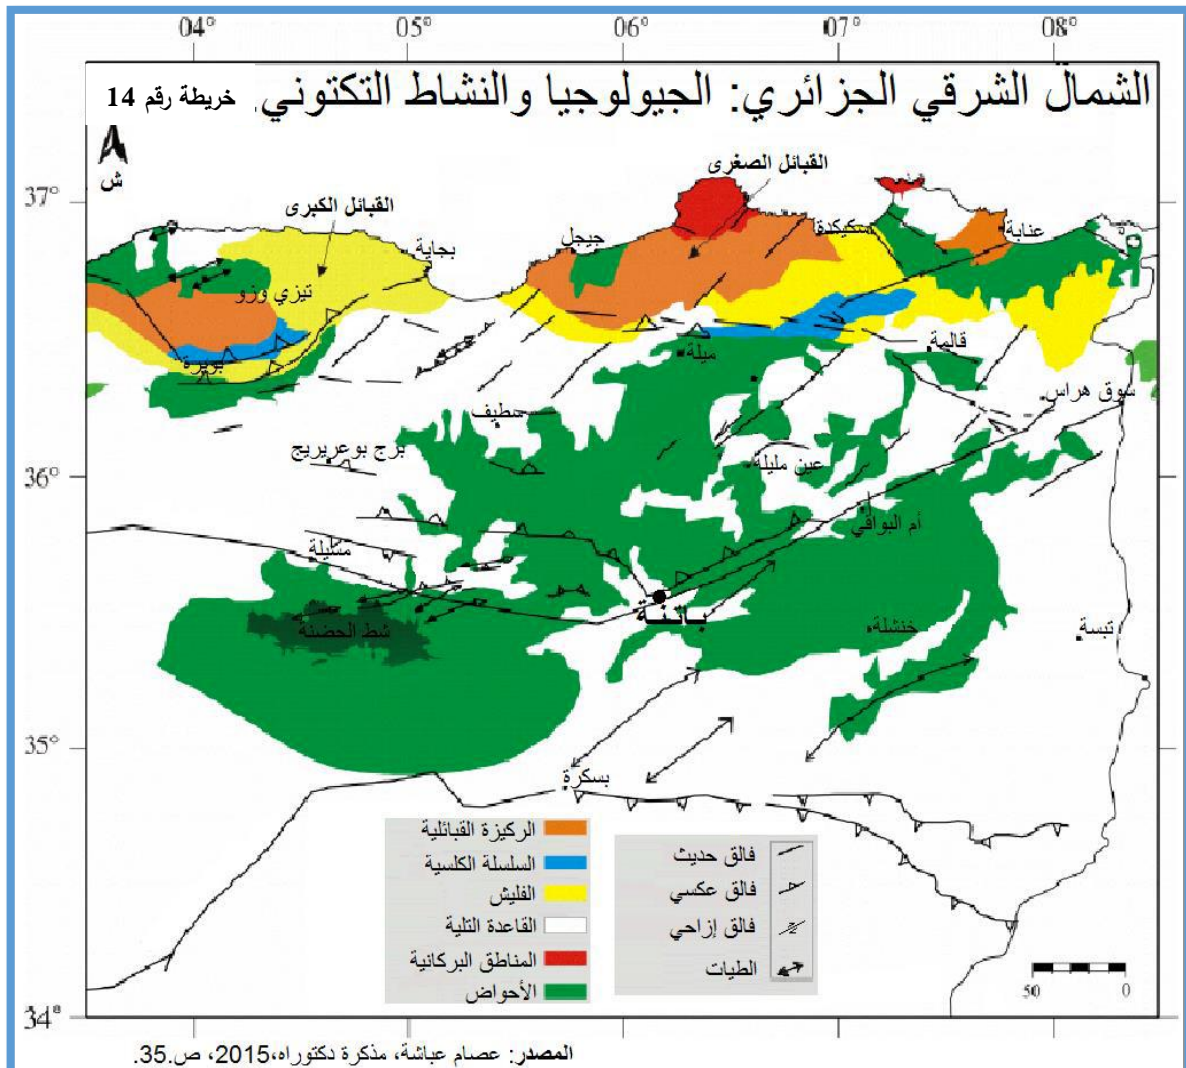 04° 05° 06° 07° 08°
الشمال الشرقي الجزائري: الجيولوجيا والنشاط التكتوني.
خريطة رقم 14
ش
37°
القبائل الصغرى
القبائل الكبرى
عنابة
سكيكدة
جيجل
بجاية
تيزي وزو
قالمة
ميلة
بريرة
سوق هراس
سطيف
برج بوعريريج
عين مليلة
36°
أم البواقي
مسيلة
باتنة
شط الحضنة
خنشلة
تبسة
35°
بسكرة
الركيزة القبائلية
السلسلة الكلسية
الفليش
القاعدة التلية
المناطق البركانية
الأحواض
فالق حديث
فالق عكسي
فالق إزاحي
الطيات
50 0
34°
المصدر: عصام عباشة، مذكرة دكتوراه،2015، ص.35.